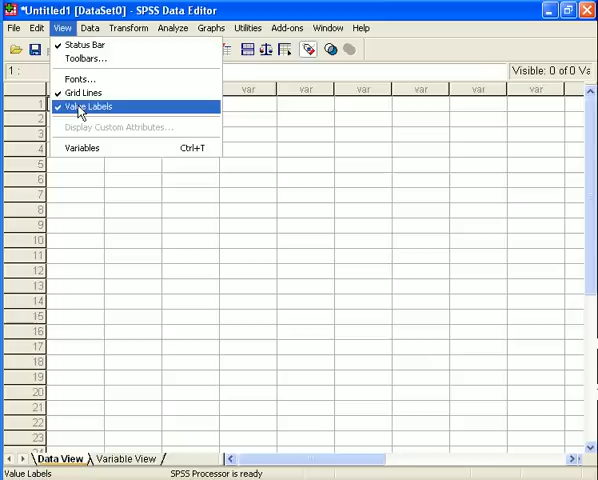 *Untitled1 [DataSet0] - SPSS Data Editor
File Edit View Data Transform Analyze Graphs Utilities Add-ons Window Help
Status Bar
Toolbars...
Fonts...
Grid Lines
Value Labels
Display Custom Attributes...
Variables Ctrl+T
1 :
Visible: 0 of 0 Va
var var var var var var
1
2
3
4
5
6
7
8
9
10
11
12
13
14
15
16
17
18
19
20
21
22
23
Data View Variable View
Value Labels SPSS Processor is ready